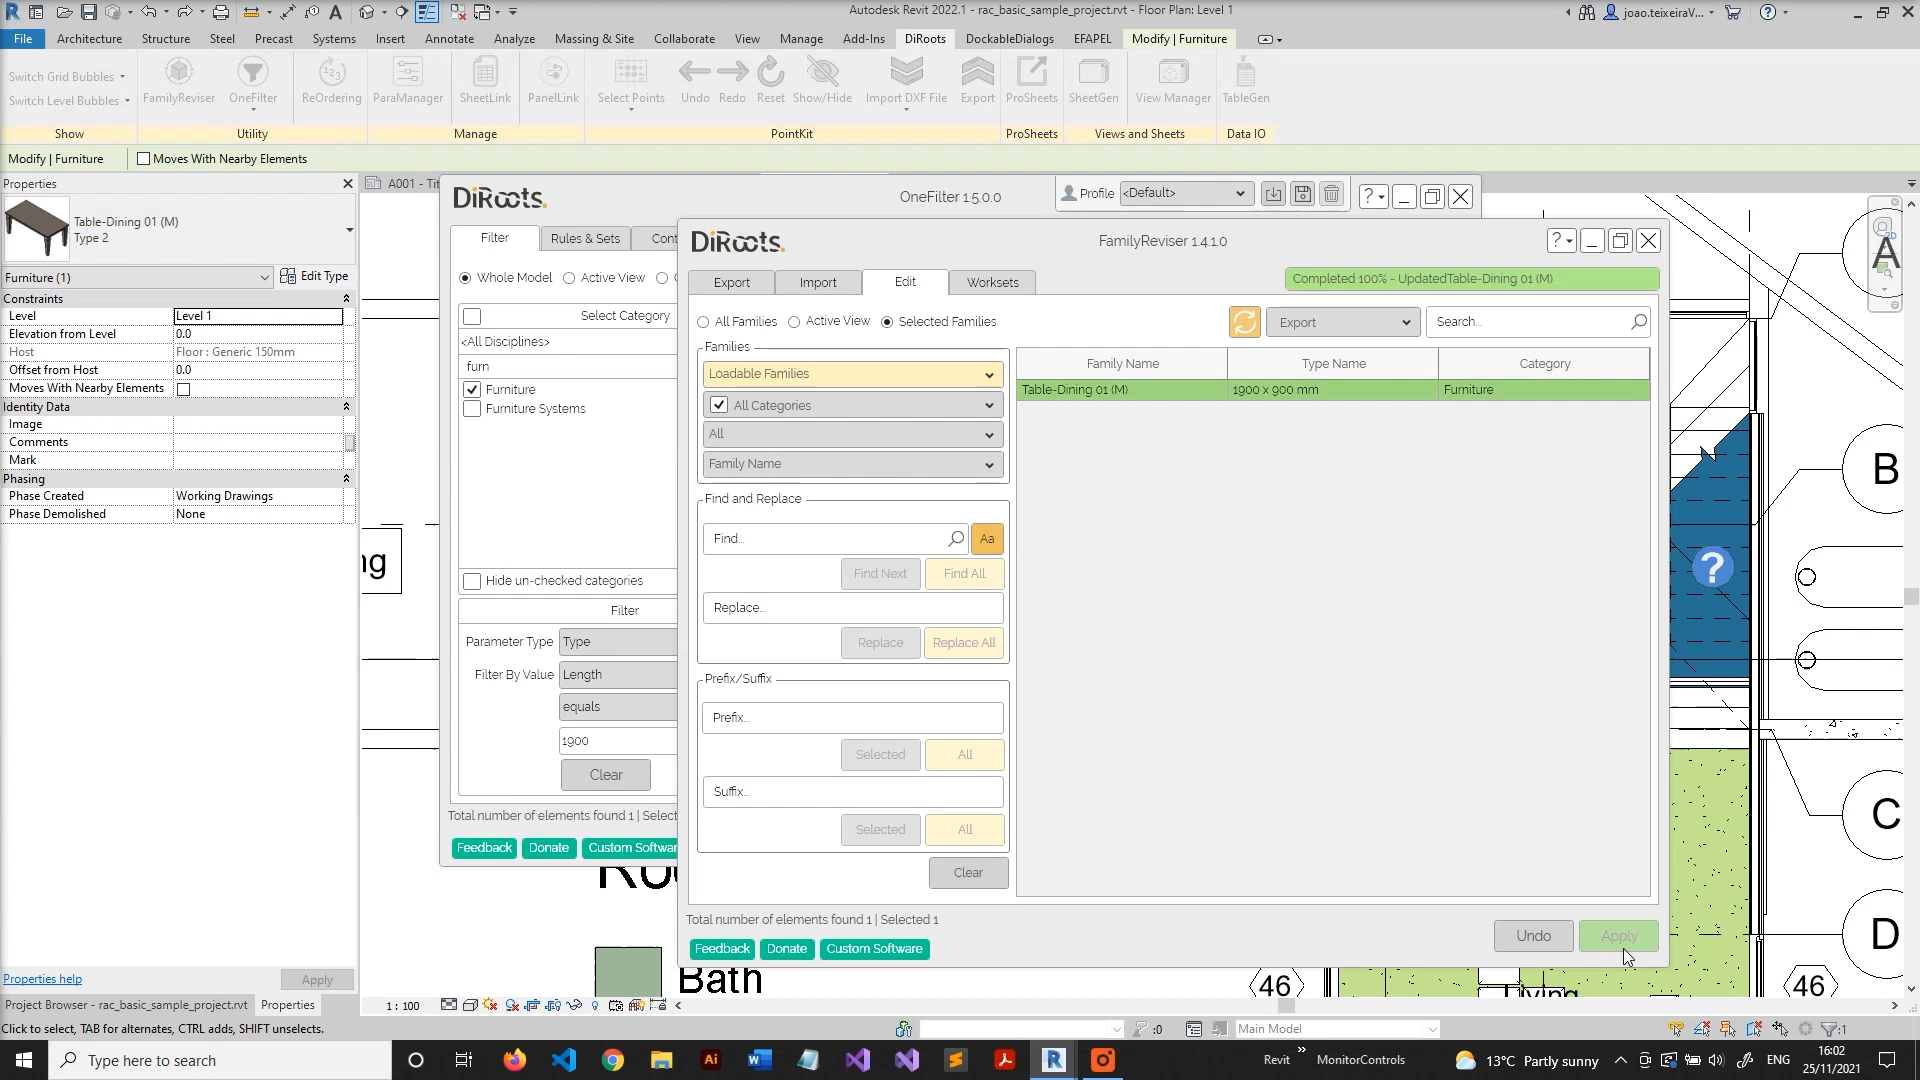 Autodesk Revit 2022.1 - rac_basic_sample_project.rvt - Floor Plan: Level 1
joao.teixeiraV...
File Architecture Structure Steel Precast Systems Insert Annotate Analyze Massing & Site Collaborate View Manage Add-Ins DiRoots DockableDialogs EFAPEL Modify | Furniture
Switch Grid Bubbles
Switch Level Bubbles
FamilyReviser OneFilter ReOrdering ParaManager SheetLink PanelLink Select Points Undo Redo Reset Show/Hide Import DXF File Export ProSheets SheetGen View Manager TableGen
Show Utility Manage PointKit ProSheets Views and Sheets Data IO
Modify | Furniture Moves With Nearby Elements
Properties
Table-Dining 01 (M)
Type 2
Furniture (1) Edit Type
Constraints
Level Level 1
Elevation from Level 0.0
Host Floor : Generic 150mm
Offset from Host 0.0
Moves With Nearby Elements
Identity Data
Image
Comments
Mark
Phasing
Phase Created Working Drawings
Phase Demolished None
Properties help Apply
Project Browser - rac_basic_sample_project.rvt Properties
A001 - Tit
DiRoots. OneFilter 1.5.0.0 Profile <Default>
Filter Rules & Sets Cont
Whole Model Active View
Select Category
<All Disciplines>
furn
Furniture
Furniture Systems
Hide un-checked categories
Filter
Parameter Type Type
Filter By Value Length
equals
1900
Clear
Total number of elements found 1 | Select
Feedback Donate Custom Softwar
DiRoots. FamilyReviser 1.4.1.0
Export Import Edit Worksets
Completed 100% - UpdatedTable-Dining 01 (M)
All Families Active View Selected Families
Export Search...
Families
Loadable Families
All Categories
All
Family Name
Find and Replace
Find... Aa
Find Next Find All
Replace...
Replace Replace All
Prefix/Suffix
Prefix...
Selected All
Suffix...
Selected All
Clear
Family Name Type Name Category
Table-Dining 01 (M) 1900 x 900 mm Furniture
Total number of elements found 1 | Selected 1
Undo Apply
Feedback Donate Custom Software
ng
Bath
A
B
C
D
46
Living
46
1 : 100
Click to select, TAB for alternates, CTRL adds, SHIFT unselects.
:0 Main Model :1
Type here to search
Revit MonitorControls 13°C Partly sunny ENG
16:02
25/11/2021